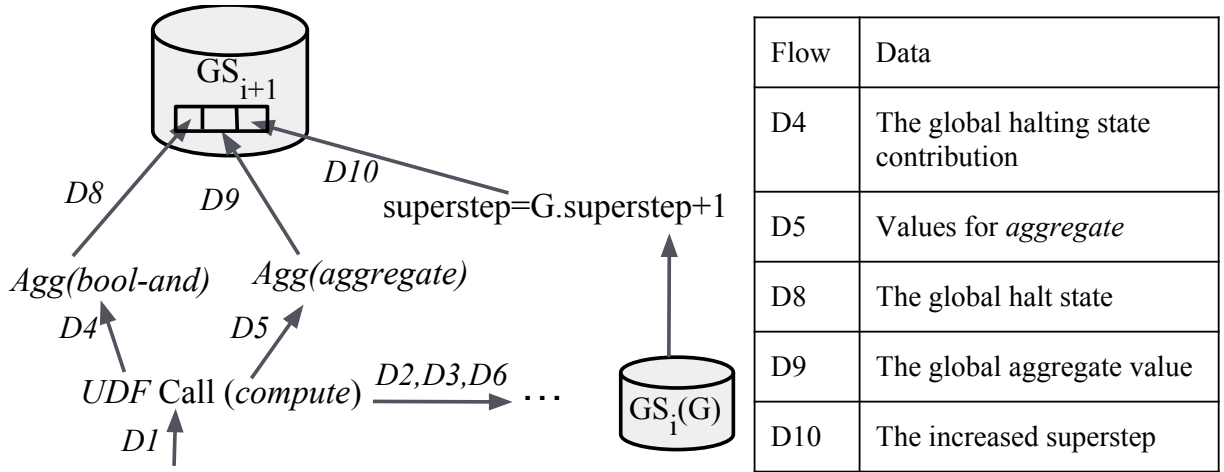 GS
i+1
D8
D9
D10
superstep=G.superstep+1
Agg(bool-and)
Agg(aggregate)
D4
D5
UDF Call (compute)
D2,D3,D6
...
D1
GS
i
(G)
Flow Data
D4 The global halting state
contribution
D5 Values for aggregate
D8 The global halt state
D9 The global aggregate value
D10 The increased superstep